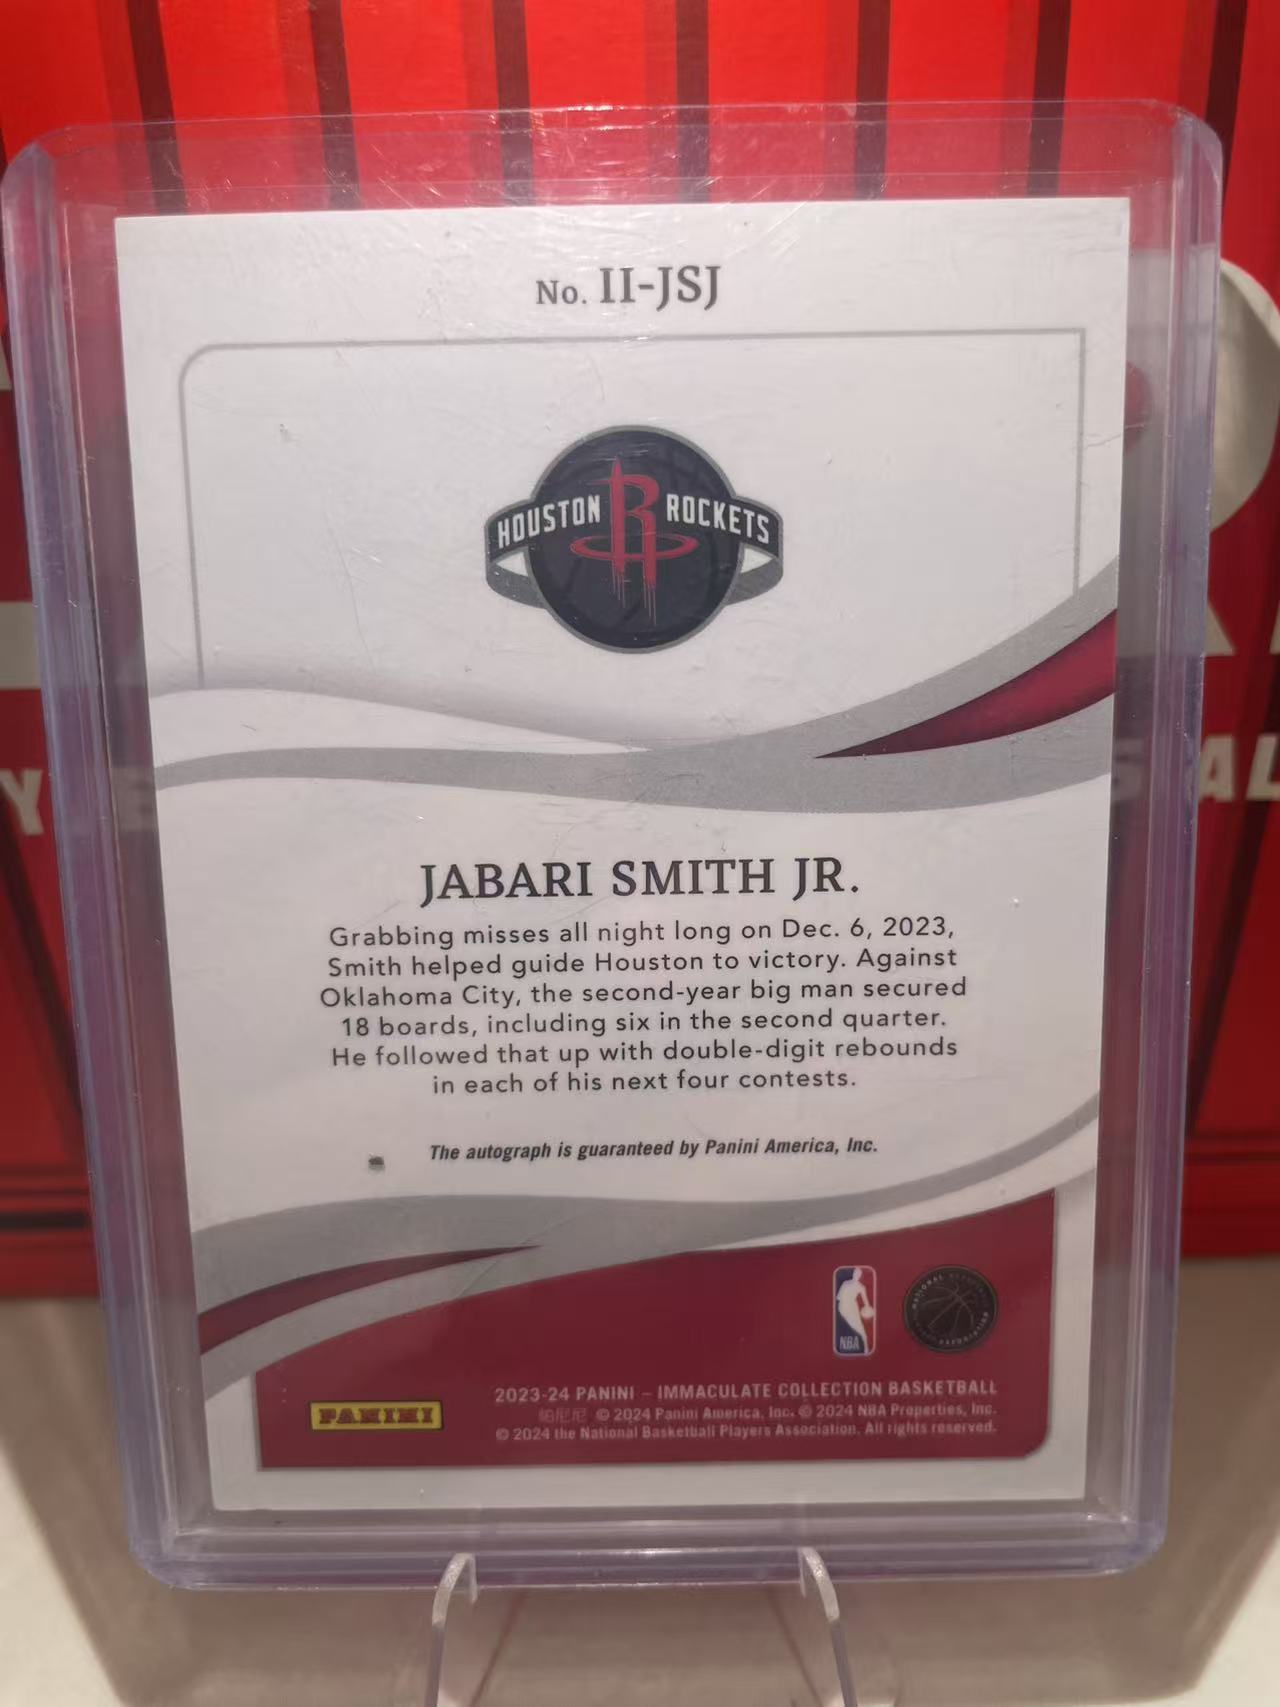 No. II-JSJ
HOUSTON ROCKETS
JABARI SMITH JR.
Grabbing misses all night long on Dec. 6, 2023,
Smith helped guide Houston to victory. Against
Oklahoma City, the second-year big man secured
18 boards, including six in the second quarter.
He followed that up with double-digit rebounds
in each of his next four contests.
The autograph is guaranteed by Panini America, Inc.
NBA
PANINI
2023-24 PANINI – IMMACULATE COLLECTION BASKETBALL
帕尼尼 © 2024 Panini America, Inc. © 2024 NBA Properties, Inc.
© 2024 the National Basketball Players Association. All rights reserved.